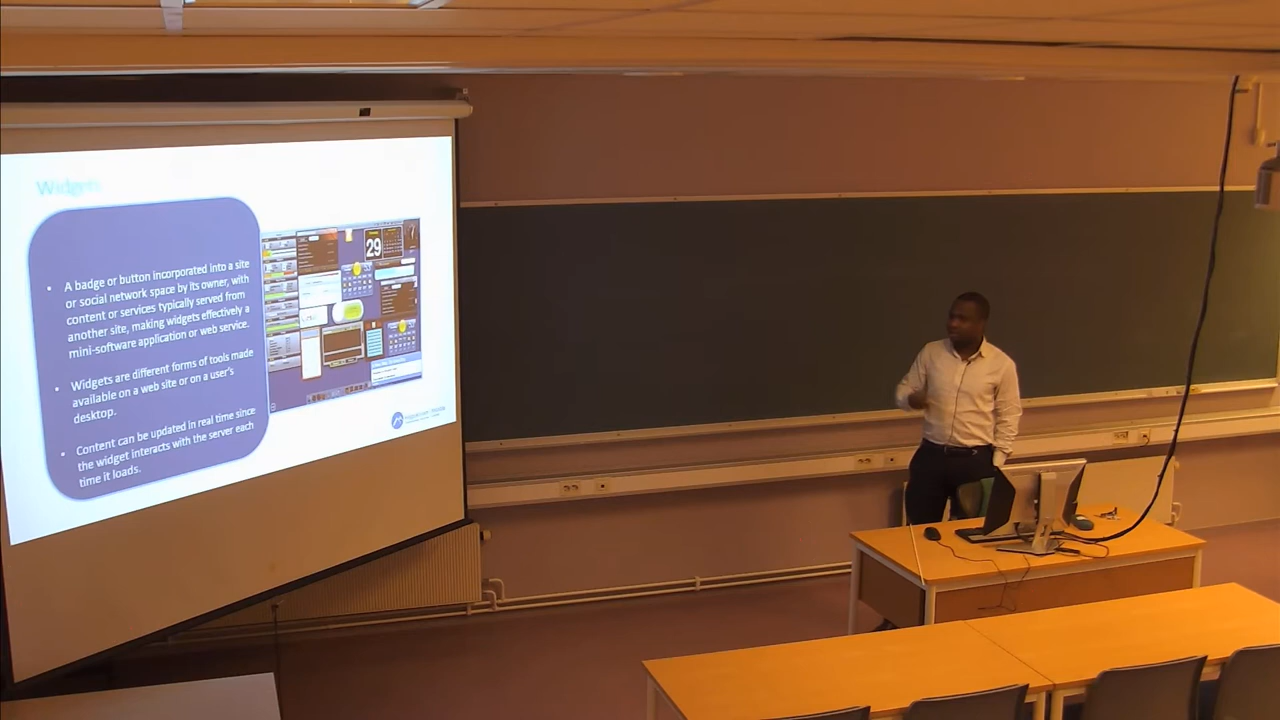 Widgets
• A badge or button incorporated into a site
or social network space by its owner, with
content or services typically served from
another site, making widgets effectively a
mini-software application or web service.
• Widgets are different forms of tools made
available on a web site or on a user's
desktop.
• Content can be updated in real time since
the widget interacts with the server each
time it loads.
29